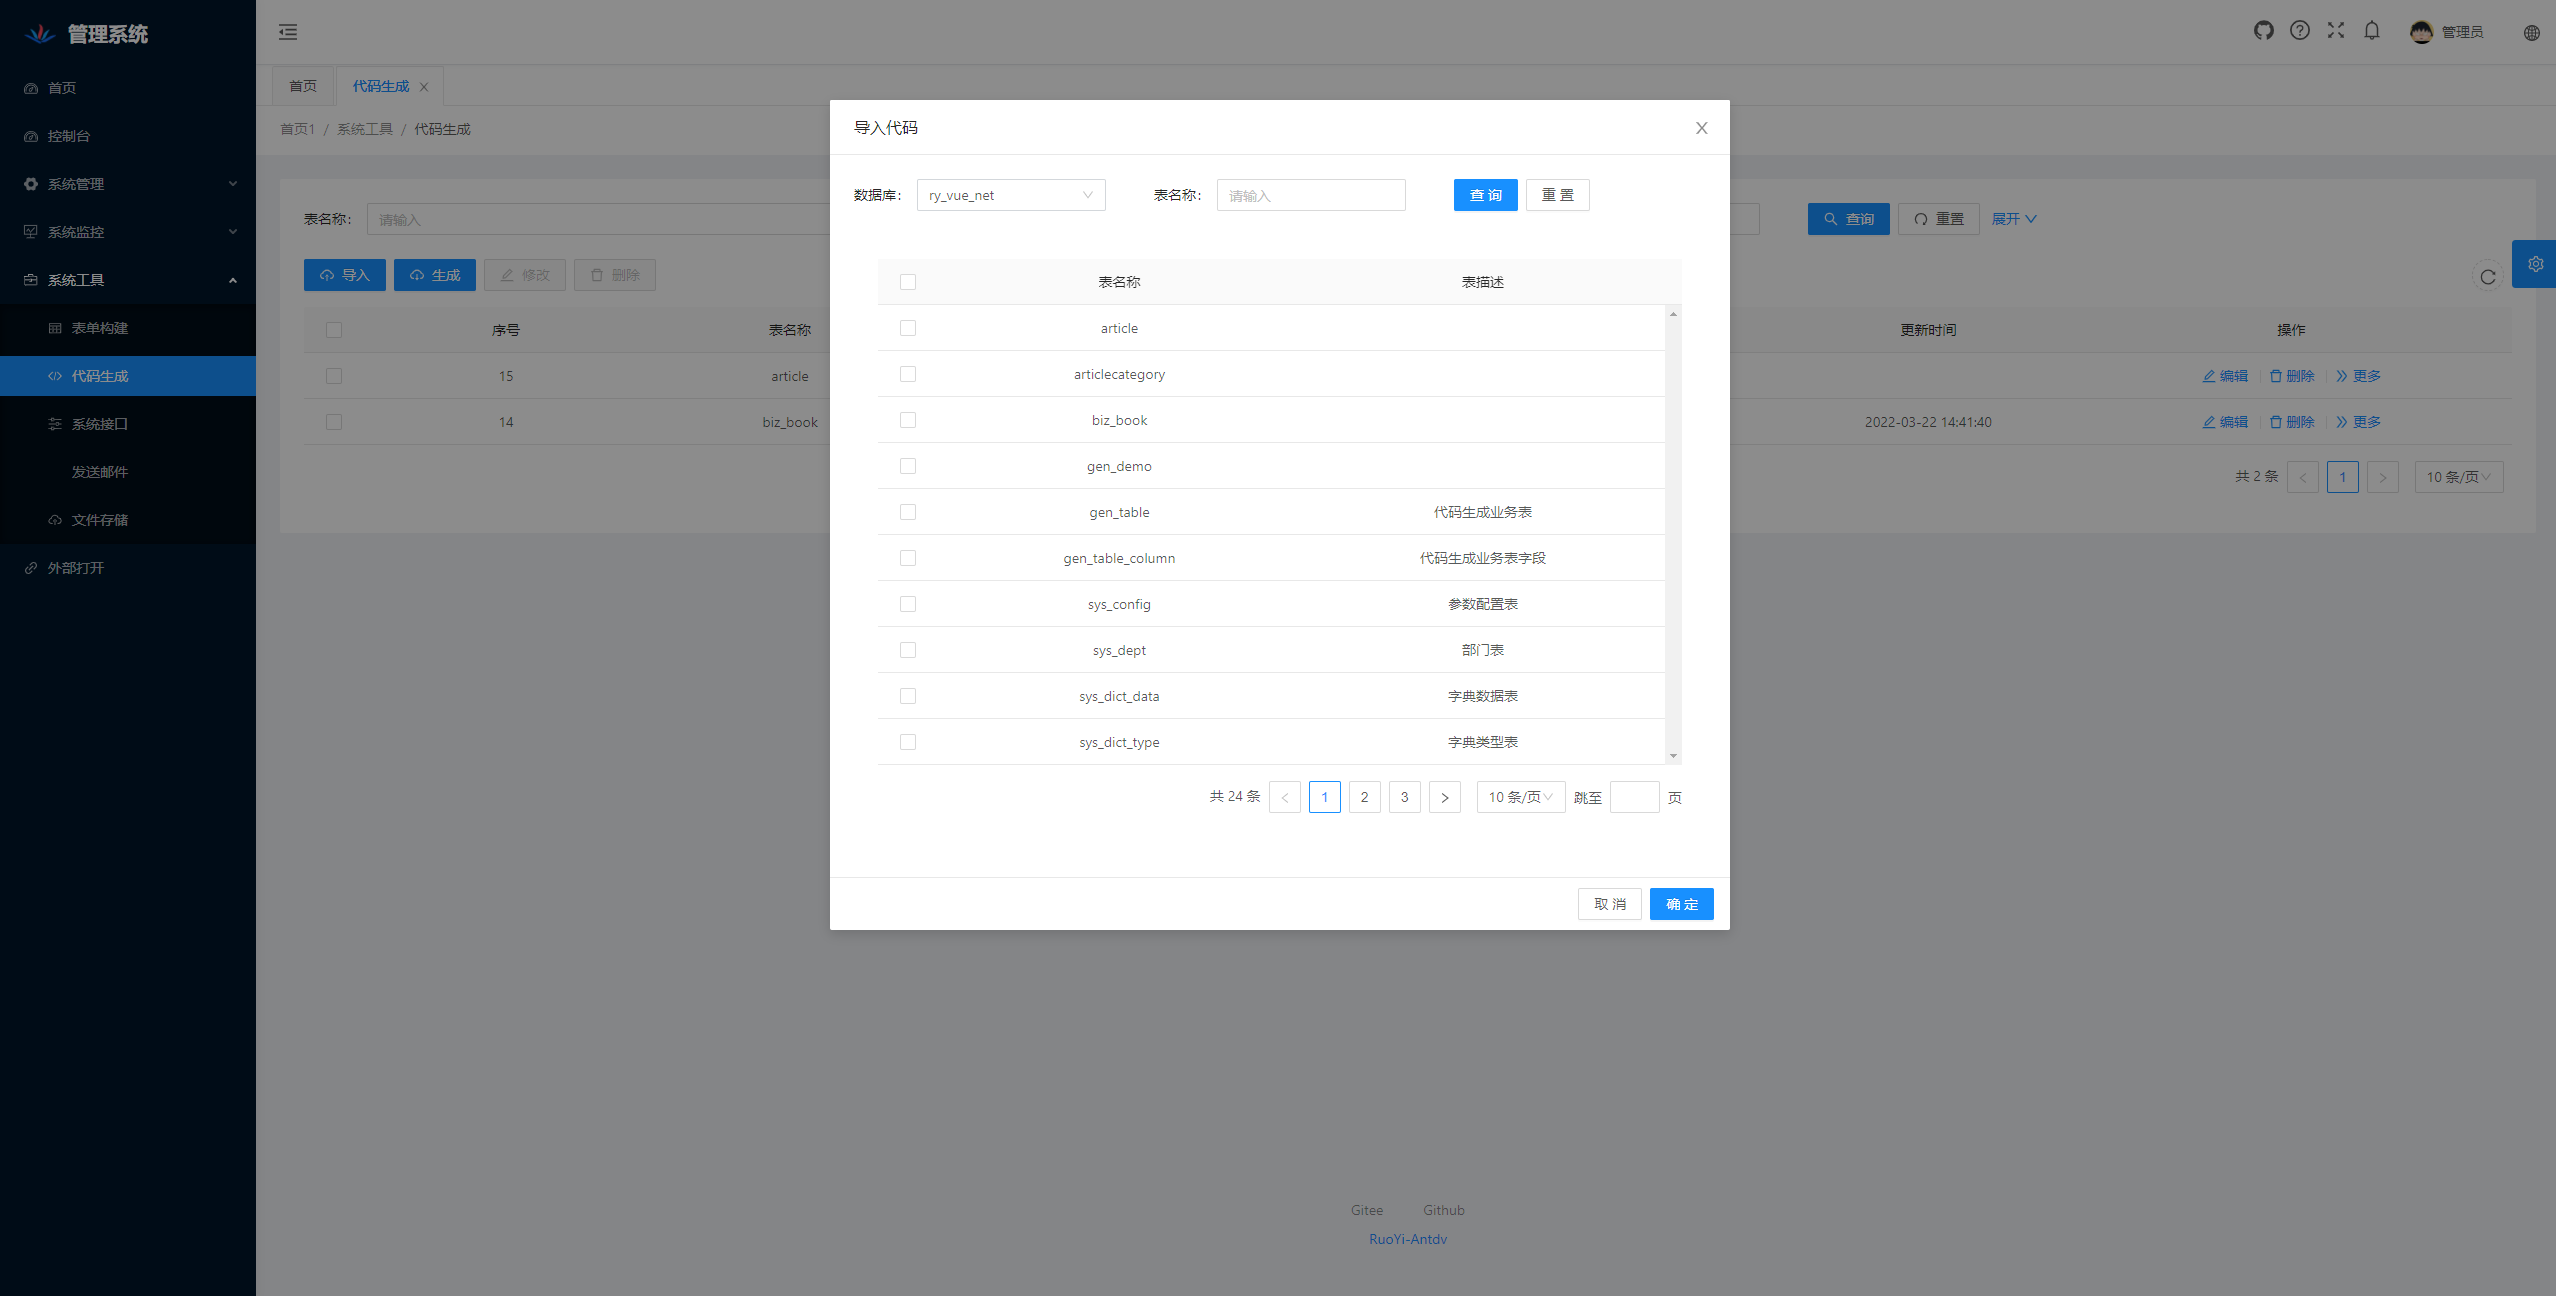 管理系统
首页
控制台
系统管理
系统监控
系统工具
表单构建
代码生成
系统接口
发送邮件
文件存储
外部打开
管理员
首页
代码生成
首页1 / 系统工具 / 代码生成
表名称: 请输入
查询
重置
展开
导入
生成
修改
删除
序号
表名称
更新时间
操作
15
article
编辑
删除
更多
14
biz_book
2022-03-22 14:41:40
编辑
删除
更多
共 2 条
1
10 条/页
导入代码
数据库: ry_vue_net
表名称: 请输入
查 询
重 置
表名称 表描述
article
articlecategory
biz_book
gen_demo
gen_table 代码生成业务表
gen_table_column 代码生成业务表字段
sys_config 参数配置表
sys_dept 部门表
sys_dict_data 字典数据表
sys_dict_type 字典类型表
共 24 条 < 1 2 3 > 10 条/页 跳至 页
取 消
确 定
Gitee Github
RuoYi-Antdv